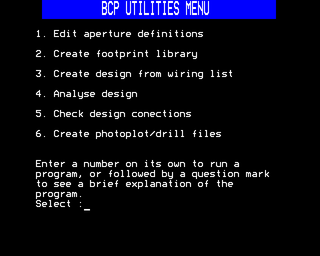 BCP UTILITIES MENU
1. Edit aperture definitions
2. Create footprint library
3. Create design from wiring list
4. Analyse design
5. Check design conections
6. Create photoplot/drill files
Enter a number on its own to run a
program, or followed by a question mark
to see a brief explanation of the
program.
Select :_